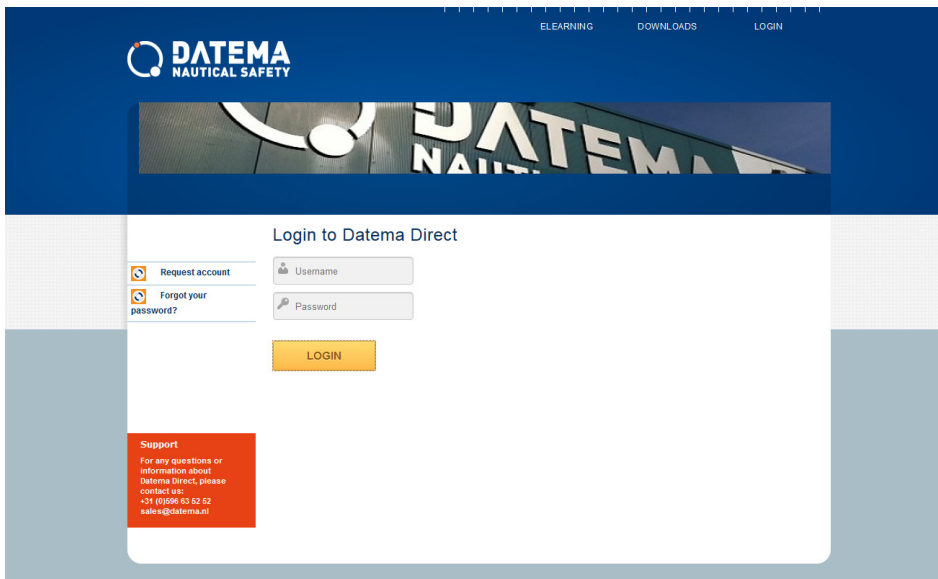 ELEARNING DOWNLOADS LOGIN
DATEMA
NAUTICAL SAFETY
DATEMA
Login to Datema Direct
Request account
Forgot your
password?
Username
Password
LOGIN
Support
For any questions or
information about
Datema Direct, please
contact us:
+31 (0)596 63 52 52
sales@datema.nl